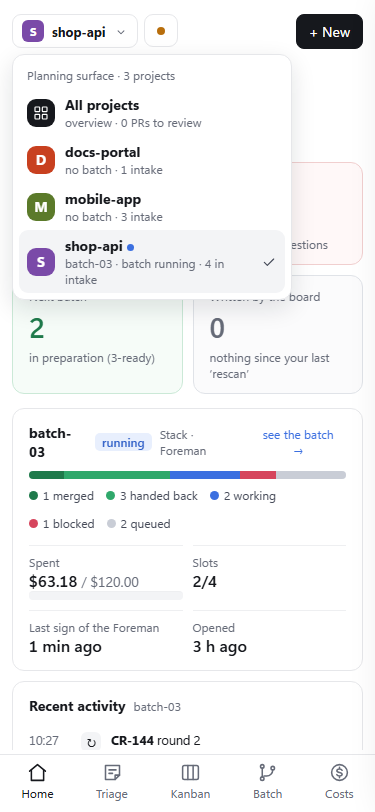 S shop-api
+ New
Planning surface · 3 projects
All projects
overview · 0 PRs to review
D docs-portal
no batch · 1 intake
M mobile-app
no batch · 3 intake
S shop-api
batch-03 · batch running · 4 in
intake
2
in preparation (3-ready)
0
nothing since your last
'rescan'
batch-
03
running
Stack ·
Foreman
see the batch
→
1 merged 3 handed back 2 working
1 blocked 2 queued
Spent
$63.18 / $120.00
Slots
2/4
Last sign of the Foreman
1 min ago
Opened
3 h ago
Recent activity batch-03
10:27 ↻ CR-144 round 2
Home Triage Kanban Batch Costs